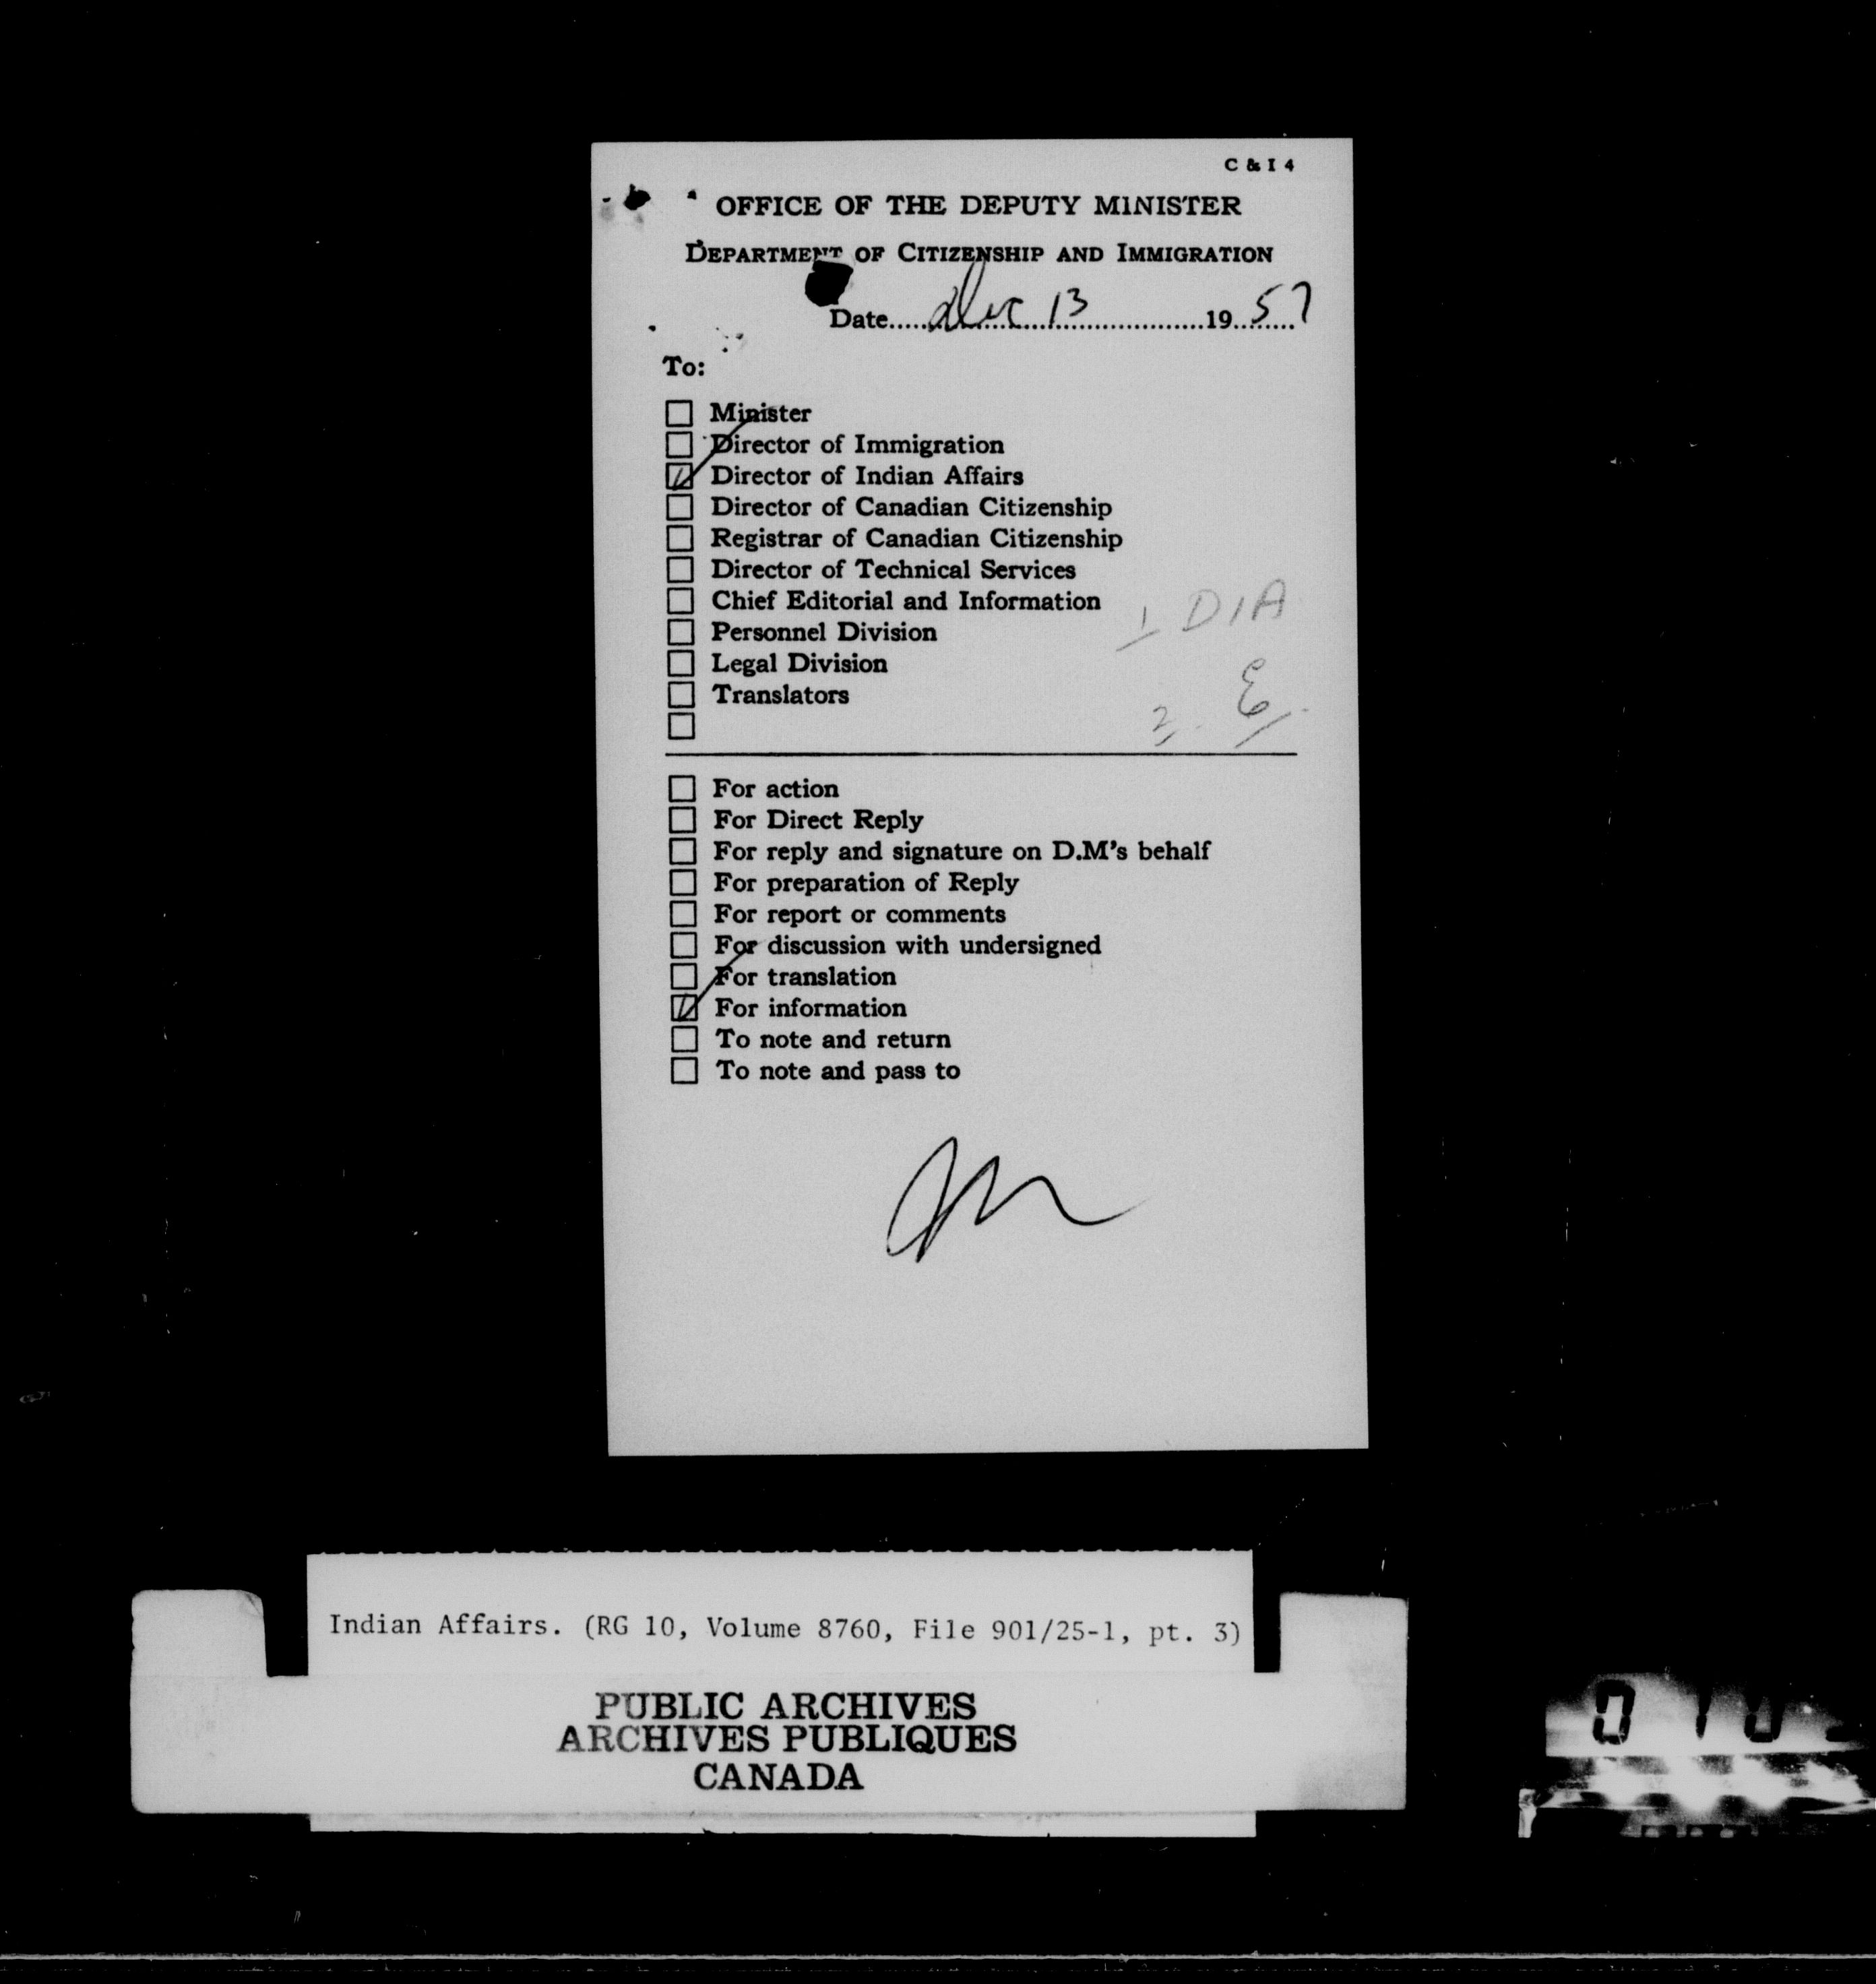 C & I 4
OFFICE OF THE DEPUTY MINISTER
DEPARTMENT OF CITIZENSHIP AND IMMIGRATION
Date Dec 13 1957
To:
Minister
Director of Immigration
Director of Indian Affairs
Director of Canadian Citizenship
Registrar of Canadian Citizenship
Director of Technical Services
Chief Editorial and Information
1 DIA
Personnel Division
Legal Division
Translators
2. E
For action
For Direct Reply
For reply and signature on D.M's behalf
For preparation of Reply
For report or comments
For discussion with undersigned
For translation
For information
To note and return
To note and pass to
Indian Affairs. (RG 10, Volume 8760, File 901/25-1, pt. 3)
PUBLIC ARCHIVES
ARCHIVES PUBLIQUES
CANADA